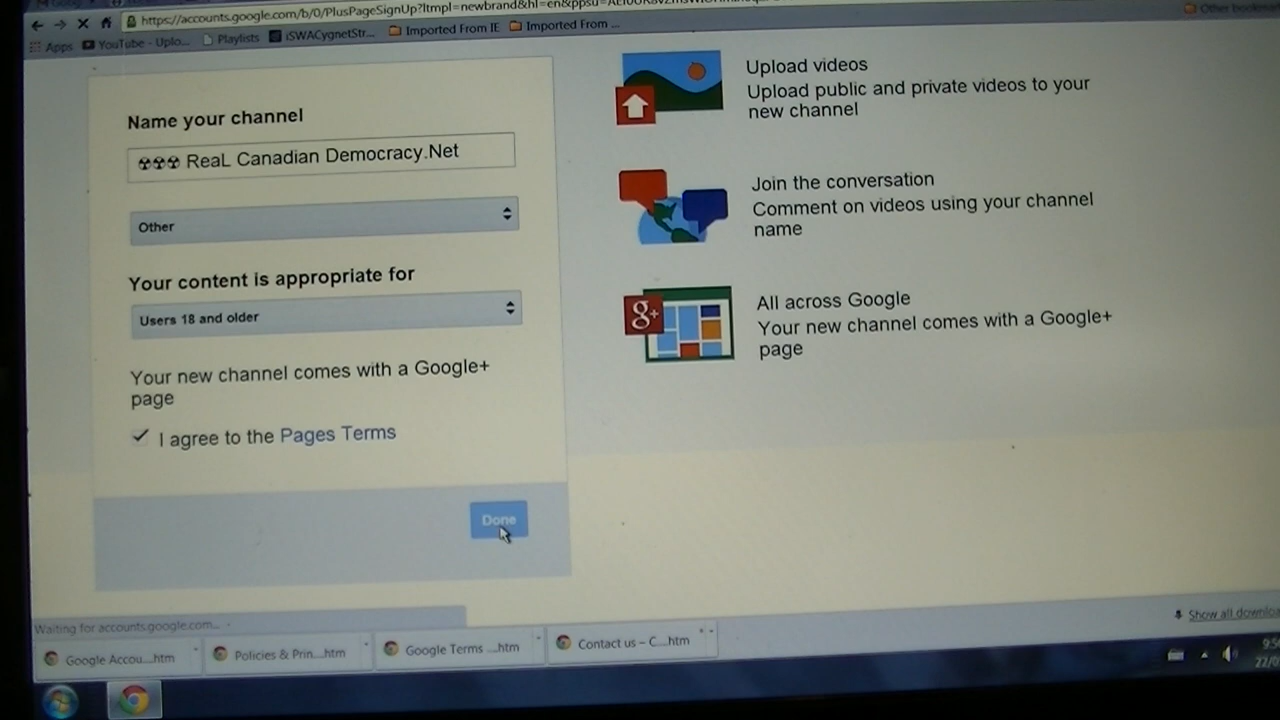 https://accounts.google.com/b/0/PlusPageSignUp?ltmpl=newbrand&hl=en&ppsu=
Other
Apps
YouTube - Uplo...
Playlists
iSWACygnetStr...
Imported From IE
Imported From ...
Name your channel
☢☢☢ ReaL Canadian Democracy.Net
Other
Your content is appropriate for
Users 18 and older
Your new channel comes with a Google+
page
I agree to the Pages Terms
Done
Upload videos
Upload public and private videos to your
new channel
Join the conversation
Comment on videos using your channel
name
g+
All across Google
Your new channel comes with a Google+
page
Waiting for accounts.google.com...
Show all downlo
Google Accou....htm
Policies & Prin....htm
Google Terms ....htm
Contact us – C....htm